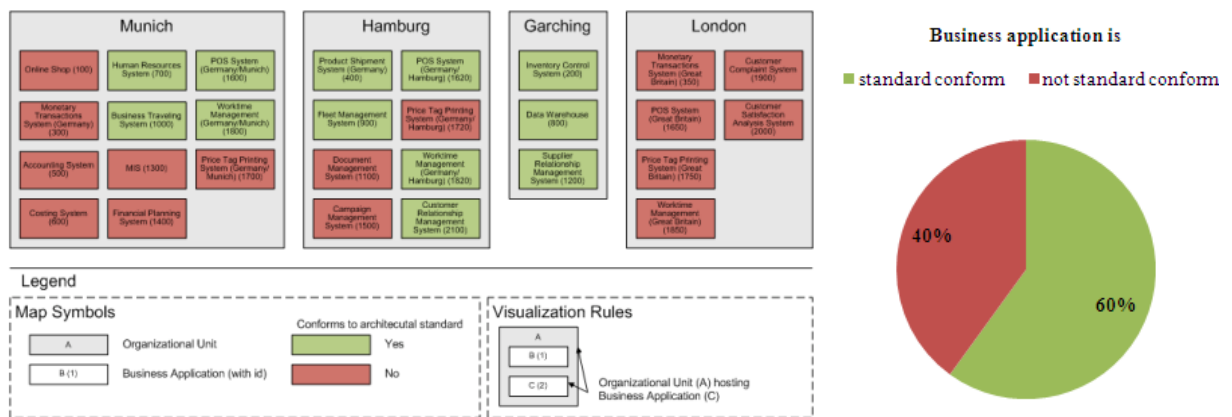 Munich
Online Shop (100)
Human Resources
System (700)
POS System
(Germany/Munich)
(1600)
Monetary
Transactions
System (Germany)
(300)
Business Traveling
System (1000)
Worktime
Management
(Germany/Munich)
(1800)
Accounting System
(500)
MIS (1300)
Price Tag Printing
System (Germany/
Munich) (1700)
Costing System
(600)
Financial Planning
System (1400)
Hamburg
Product Shipment
System (Germany)
(400)
POS System
(Germany/
Hamburg) (1620)
Fleet Management
System (900)
Price Tag Printing
System (Germany/
Hamburg) (1720)
Document
Management
System (1100)
Worktime
Management
(Germany/
Hamburg) (1820)
Campaign
Management
System (1500)
Customer
Relationship
Management
System (2100)
Garching
Inventory Control
System (200)
Data Warehouse
(800)
Supplier
Relationship
Management
System (1200)
London
Monetary
Transactions
System (Great
Britain) (350)
Customer
Complaint System
(1900)
POS System
(Great Britain)
(1650)
Customer
Satisfaction
Analysis System
(2000)
Price Tag Printing
System (Great
Britain) (1750)
Worktime
Management
(Great Britain)
(1850)
Legend
Map Symbols
Conforms to architecutal standard
A
Organizational Unit
Yes
B (1)
Business Application (with id)
No
Visualization Rules
A
B (1)
C (2)
Organizational Unit (A) hosting
Business Application (C)
Business application is
standard conform
not standard conform
40%
60%